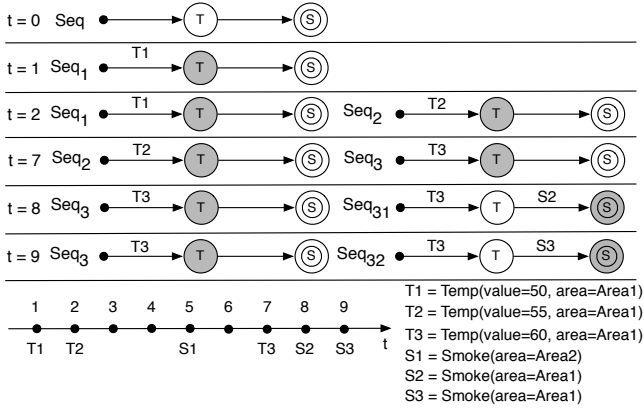 t = 0 Seq T S
T1
t = 1 Seq1 T S
T1 T2
t = 2 Seq1 T S Seq2 T S
T2 T3
t = 7 Seq2 T S Seq3 T S
T3 T3 S2
t = 8 Seq3 T S Seq31 T S
T3 T3 S3
t = 9 Seq3 T S Seq32 T S
1 2 3 4 5 6 7 8 9
T1 T2 S1 T3 S2 S3 t
T1 = Temp(value=50, area=Area1)
T2 = Temp(value=55, area=Area1)
T3 = Temp(value=60, area=Area1)
S1 = Smoke(area=Area2)
S2 = Smoke(area=Area1)
S3 = Smoke(area=Area1)